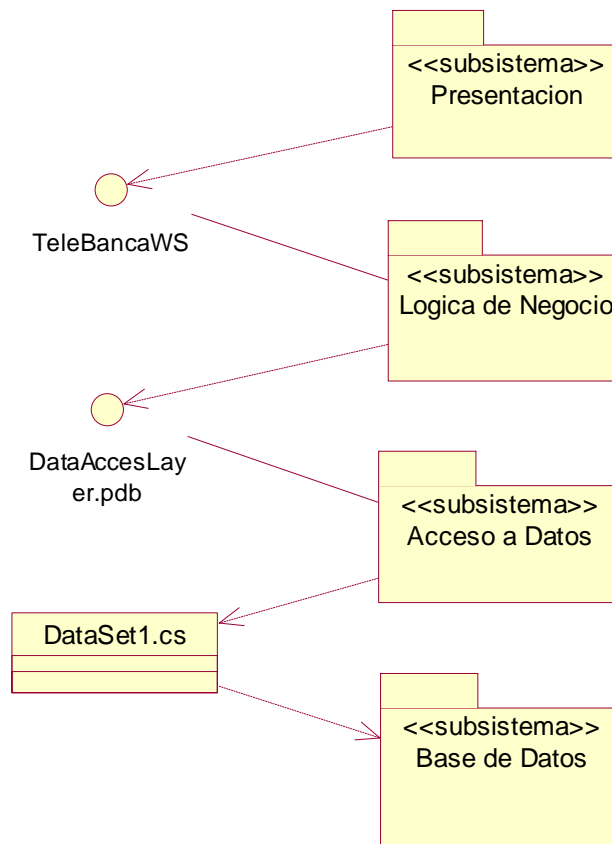 <<subsistema>>
Presentacion
TeleBancaWS
<<subsistema>>
Logica de Negocio
DataAccesLay
er.pdb
<<subsistema>>
Acceso a Datos
DataSet1.cs
<<subsistema>>
Base de Datos